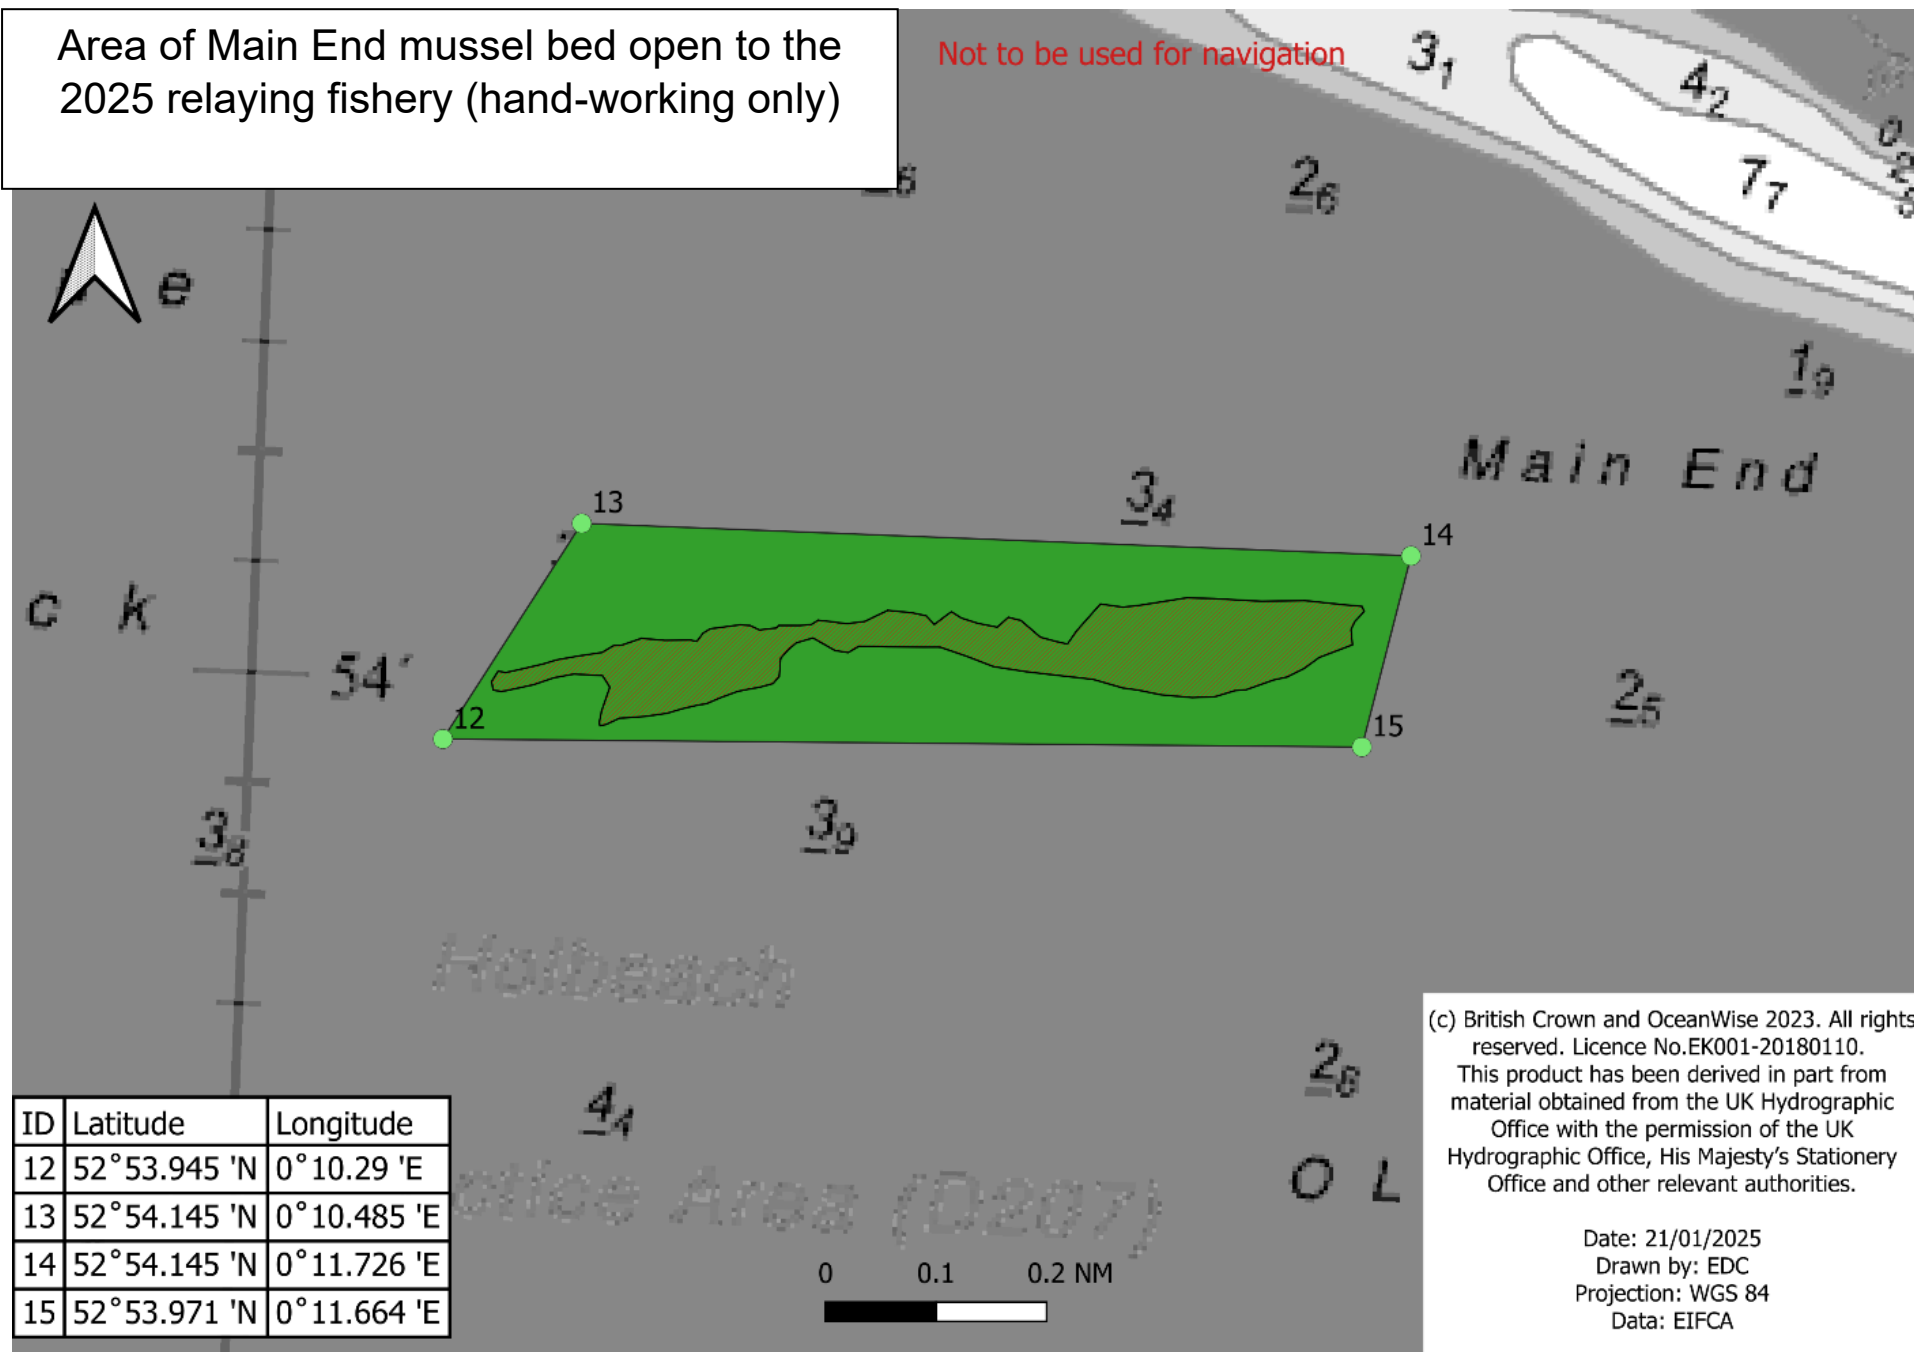 Area of Main End mussel bed open to the
2025 relaying fishery (hand-working only)
Not to be used for navigation
3₁
4₂
7₇
2₆
e
1₉
Main End
3₄
13
14
c k
54′
12
15
2₅
3₈
3₉
Holbeach
2₈
4₄
ctice Area (D207)
O L
0 0.1 0.2 NM
ID Latitude Longitude
12 52°53.945 'N 0°10.29 'E
13 52°54.145 'N 0°10.485 'E
14 52°54.145 'N 0°11.726 'E
15 52°53.971 'N 0°11.664 'E
(c) British Crown and OceanWise 2023. All rights
reserved. Licence No.EK001-20180110.
This product has been derived in part from
material obtained from the UK Hydrographic
Office with the permission of the UK
Hydrographic Office, His Majesty's Stationery
Office and other relevant authorities.
Date: 21/01/2025
Drawn by: EDC
Projection: WGS 84
Data: EIFCA